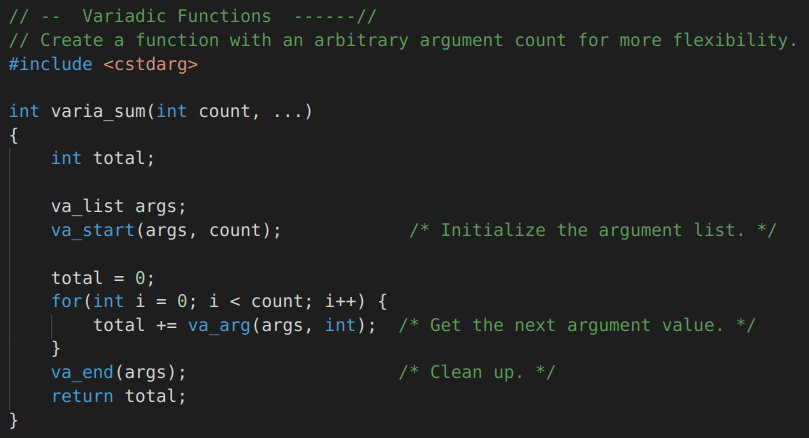 // --  Variadic Functions  ------//
// Create a function with an arbitrary argument count for more flexibility.
#include <cstdarg>
int varia_sum(int count, ...)
{
    int total;
    va_list args;
    va_start(args, count);            /* Initialize the argument list. */
    total = 0;
    for(int i = 0; i < count; i++) {
        total += va_arg(args, int);  /* Get the next argument value. */
    }
    va_end(args);                    /* Clean up. */
    return total;
}